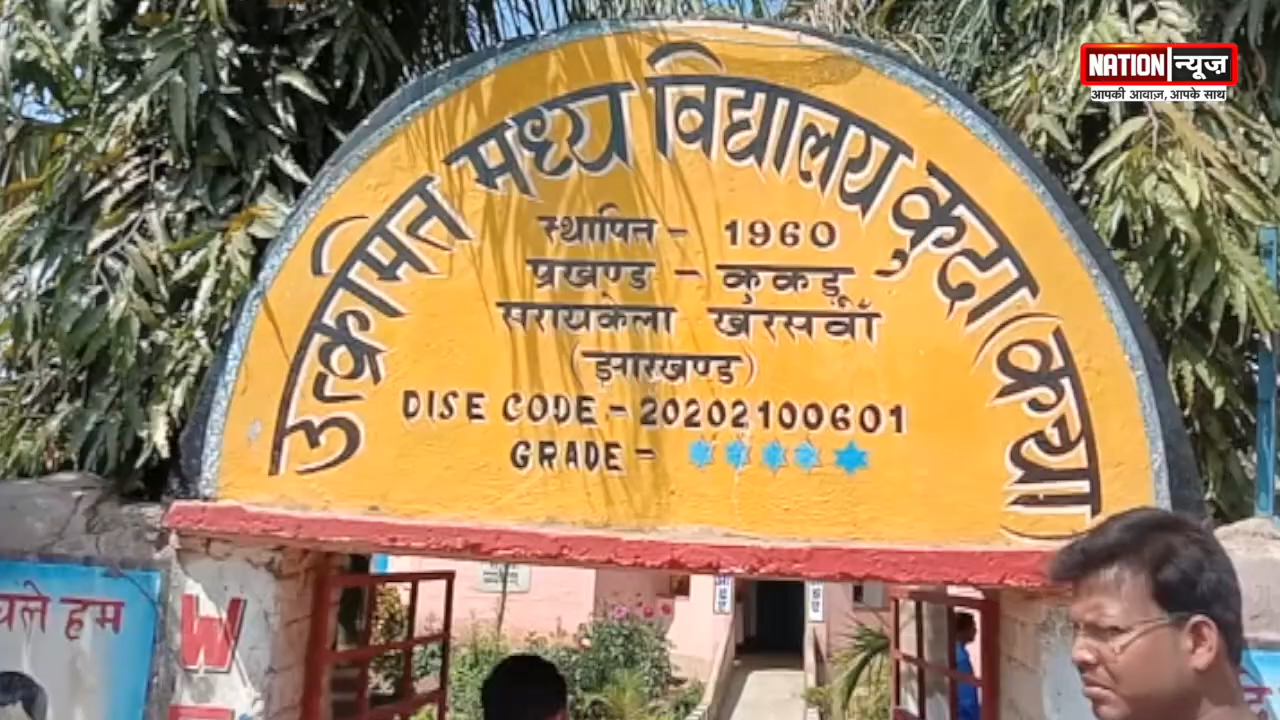 NATION न्यूज़
आपकी आवाज़, आपके साथ
उत्क्रमित मध्य विद्यालय कुदा (कन्या)
स्थापित - 1960
प्रखण्ड - कुकड़ू
सरायकेला खरसवाँ
(झारखण्ड)
DISE CODE - 20202100601
GRADE -
चले हम
W